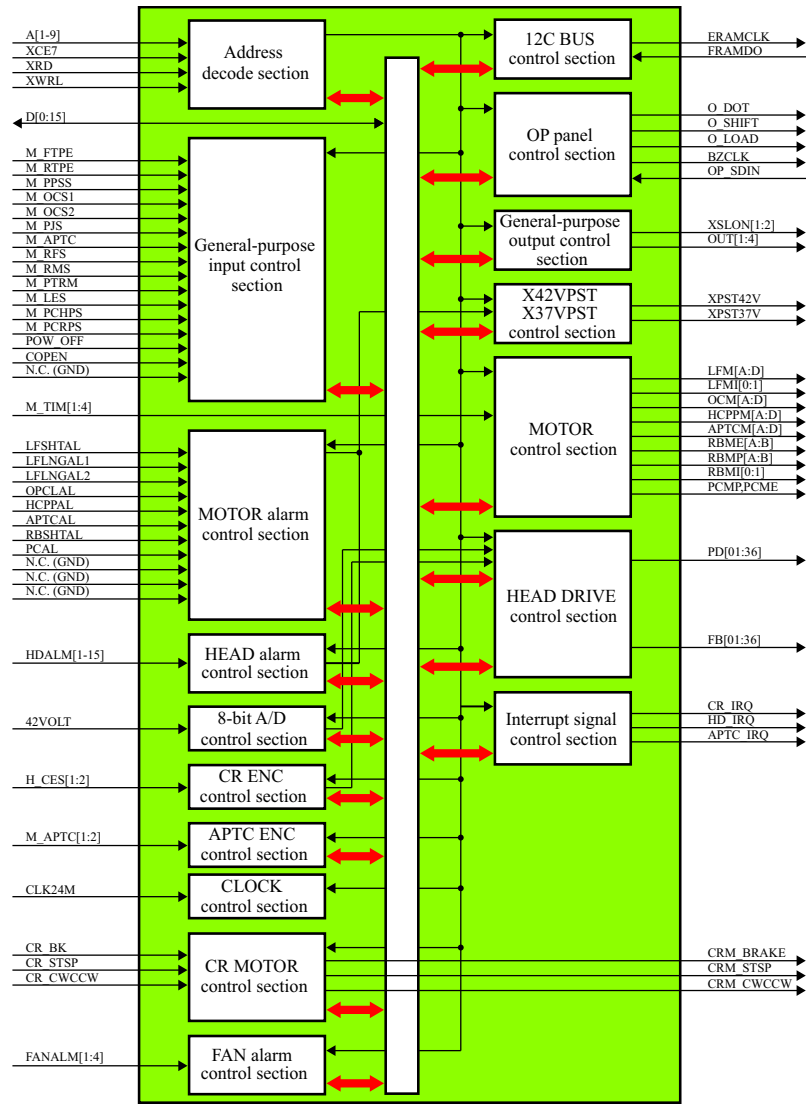 A[1-9]
XCE7
XRD
XWRL
D[0:15]
M_FTPE
M_RTPE
M_PPSS
M_OCS1
M_OCS2
M_PJS
M_APTC
M_RFS
M_RMS
M_PTRM
M_LES
M_PCHPS
M_PCRPS
POW_OFF
COPEN
N.C. (GND)
M_TIM[1:4]
LFSHTAL
LFLNGAL1
LFLNGAL2
OPCLAL
HCPPAL
APTCAL
RBSHTAL
PCAL
N.C. (GND)
N.C. (GND)
N.C. (GND)
HDALM[1-15]
42VOLT
H_CES[1:2]
M_APTC[1:2]
CLK24M
CR_BK
CR_STSP
CR_CWCCW
FANALM[1:4]
Address
decode section
General-purpose
input control
section
MOTOR alarm
control section
HEAD alarm
control section
8-bit A/D
control section
CR ENC
control section
APTC ENC
control section
CLOCK
control section
CR MOTOR
control section
FAN alarm
control section
12C BUS
control section
OP panel
control section
General-purpose
output control
section
X42VPST
X37VPST
control section
MOTOR
control section
HEAD DRIVE
control section
Interrupt signal
control section
ERAMCLK
FRAMDO
O_DOT
O_SHIFT
O_LOAD
BZCLK
OP_SDIN
XSLON[1:2]
OUT[1:4]
XPST42V
XPST37V
LFM[A:D]
LFMI[0:1]
OCM[A:D]
HCPPM[A:D]
APTCM[A:D]
RBME[A:B]
RBMP[A:B]
RBMI[0:1]
PCMP,PCME
PD[01:36]
FB[01:36]
CR_IRQ
HD_IRQ
APTC_IRQ
CRM_BRAKE
CRM_STSP
CRM_CWCCW